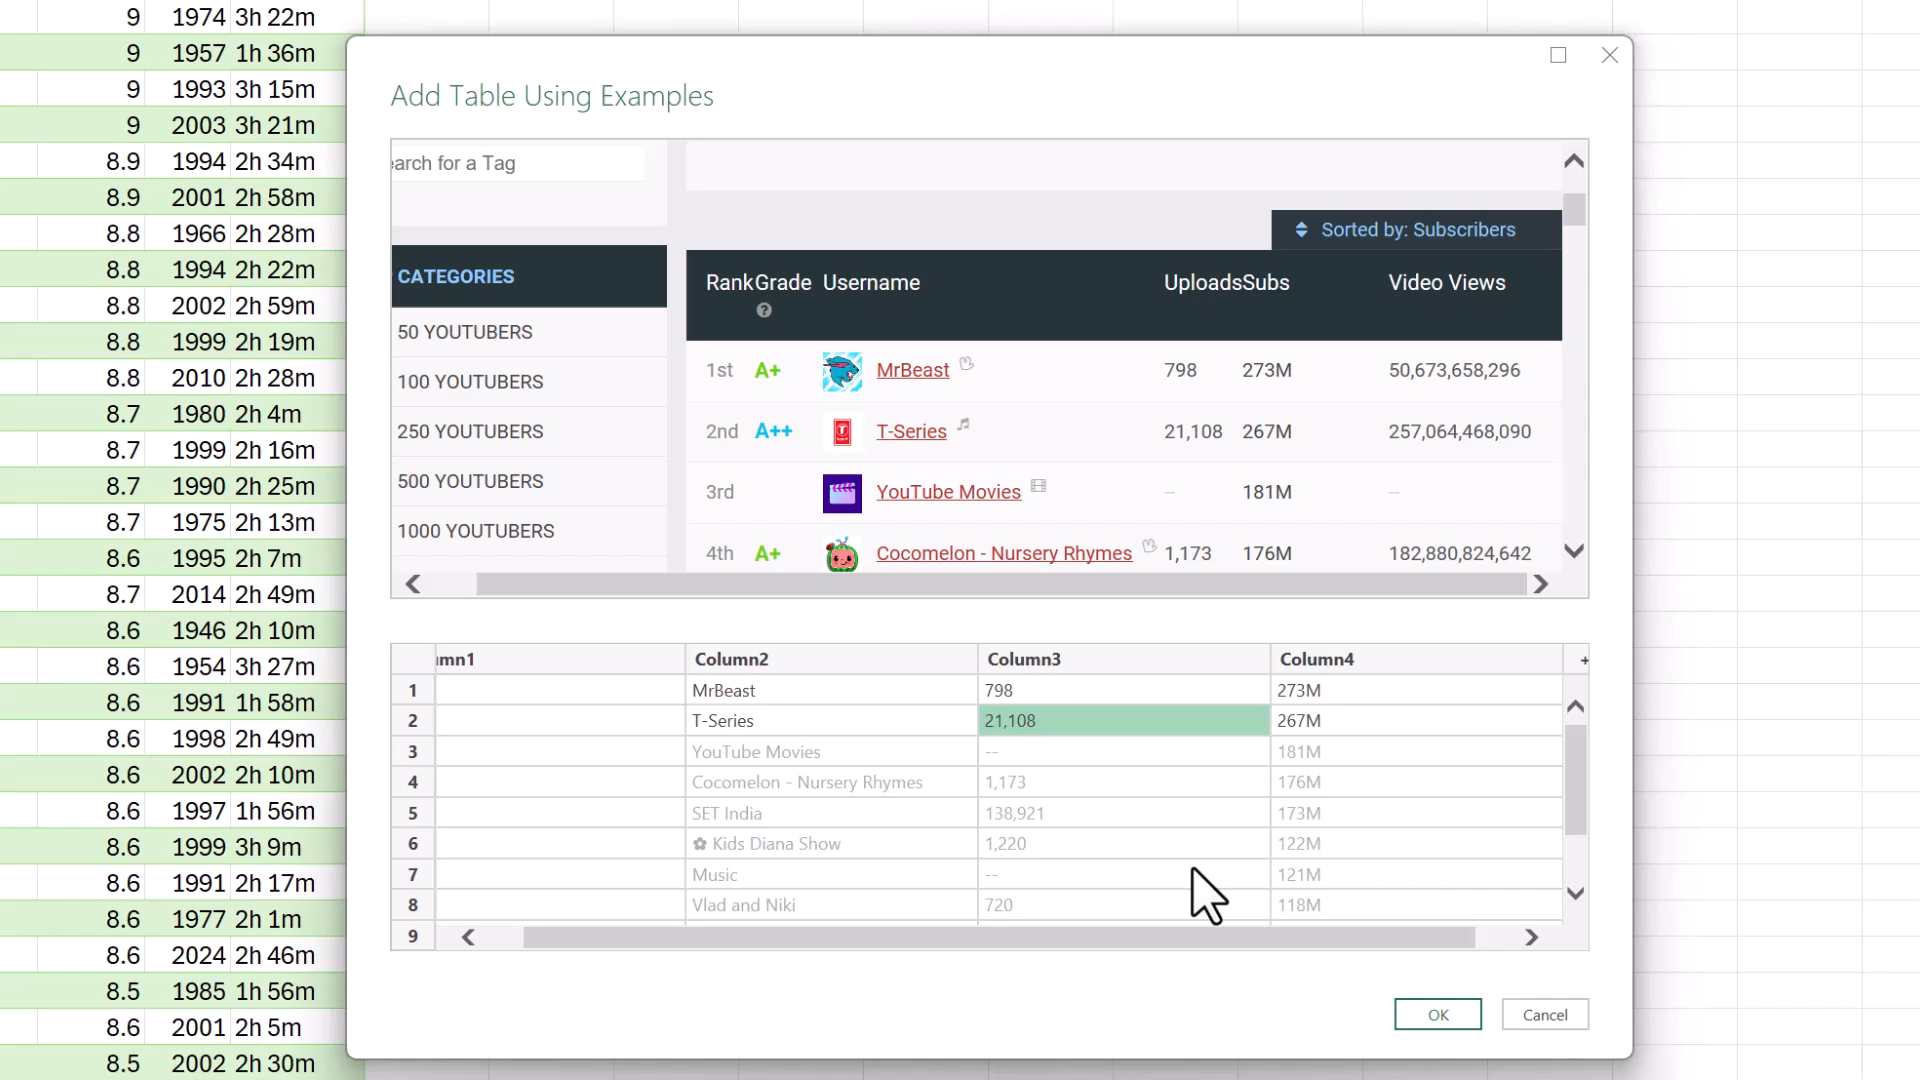 9 1974 3h 22m
9 1957 1h 36m
9 1993 3h 15m
9 2003 3h 21m
8.9 1994 2h 34m
8.9 2001 2h 58m
8.8 1966 2h 28m
8.8 1994 2h 22m
8.8 2002 2h 59m
8.8 1999 2h 19m
8.8 2010 2h 28m
8.7 1980 2h 4m
8.7 1999 2h 16m
8.7 1990 2h 25m
8.7 1975 2h 13m
8.6 1995 2h 7m
8.7 2014 2h 49m
8.6 1946 2h 10m
8.6 1954 3h 27m
8.6 1991 1h 58m
8.6 1998 2h 49m
8.6 2002 2h 10m
8.6 1997 1h 56m
8.6 1999 3h 9m
8.6 1991 2h 17m
8.6 1977 2h 1m
8.6 2024 2h 46m
8.5 1985 1h 56m
8.6 2001 2h 5m
8.5 2002 2h 30m
Add Table Using Examples
earch for a Tag
CATEGORIES
50 YOUTUBERS
100 YOUTUBERS
250 YOUTUBERS
500 YOUTUBERS
1000 YOUTUBERS
Sorted by: Subscribers
Rank Grade Username Uploads Subs Video Views
?
1st A+ MrBeast 798 273M 50,673,658,296
2nd A++ T-Series 21,108 267M 257,064,468,090
3rd YouTube Movies -- 181M --
4th A+ Cocomelon - Nursery Rhymes 1,173 176M 182,880,824,642
mn1 Column2 Column3 Column4 +
1 MrBeast 798 273M
2 T-Series 21,108 267M
3 YouTube Movies -- 181M
4 Cocomelon - Nursery Rhymes 1,173 176M
5 SET India 138,921 173M
6 ✿ Kids Diana Show 1,220 122M
7 Music -- 121M
8 Vlad and Niki 720 118M
9
OK Cancel